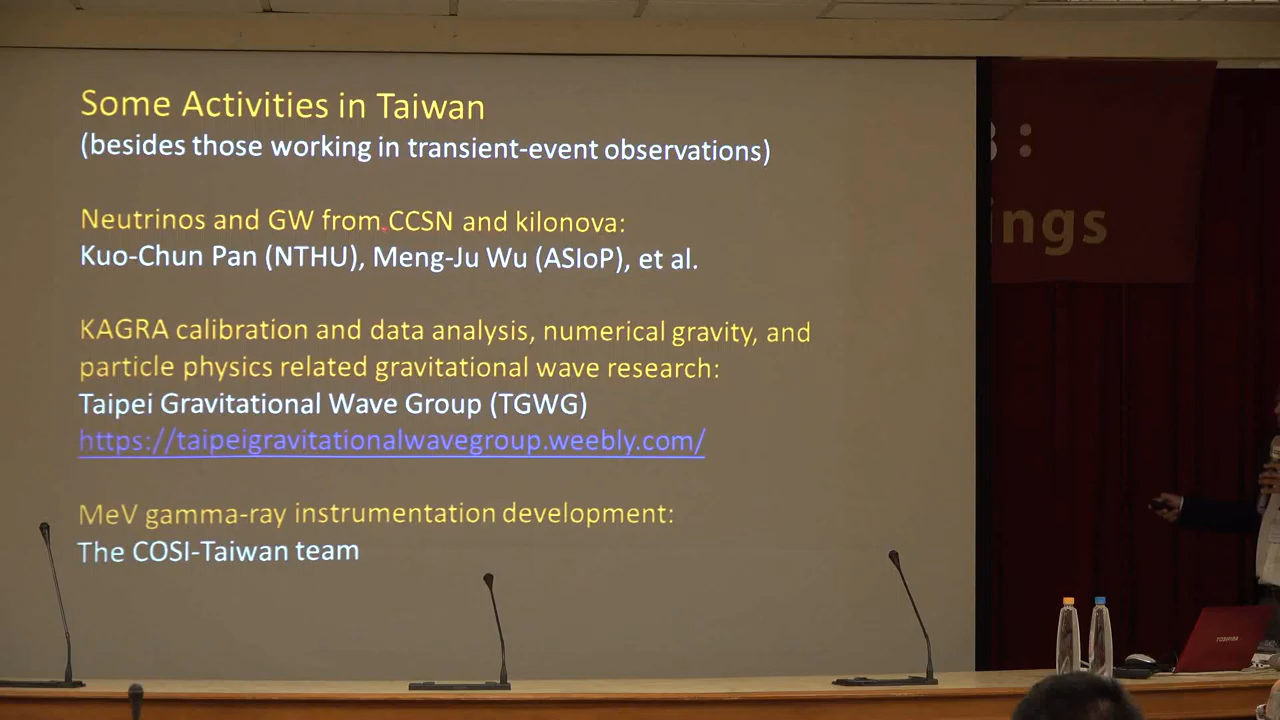 Some Activities in Taiwan
(besides those working in transient-event observations)
Neutrinos and GW from CCSN and kilonova:
Kuo-Chun Pan (NTHU), Meng-Ju Wu (ASIoP), et al.
KAGRA calibration and data analysis, numerical gravity, and
particle physics related gravitational wave research:
Taipei Gravitational Wave Group (TGWG)
https://taipeigravitationalwavegroup.weebly.com/
MeV gamma-ray instrumentation development:
The COSI-Taiwan team
:
ings
TOSHIBA